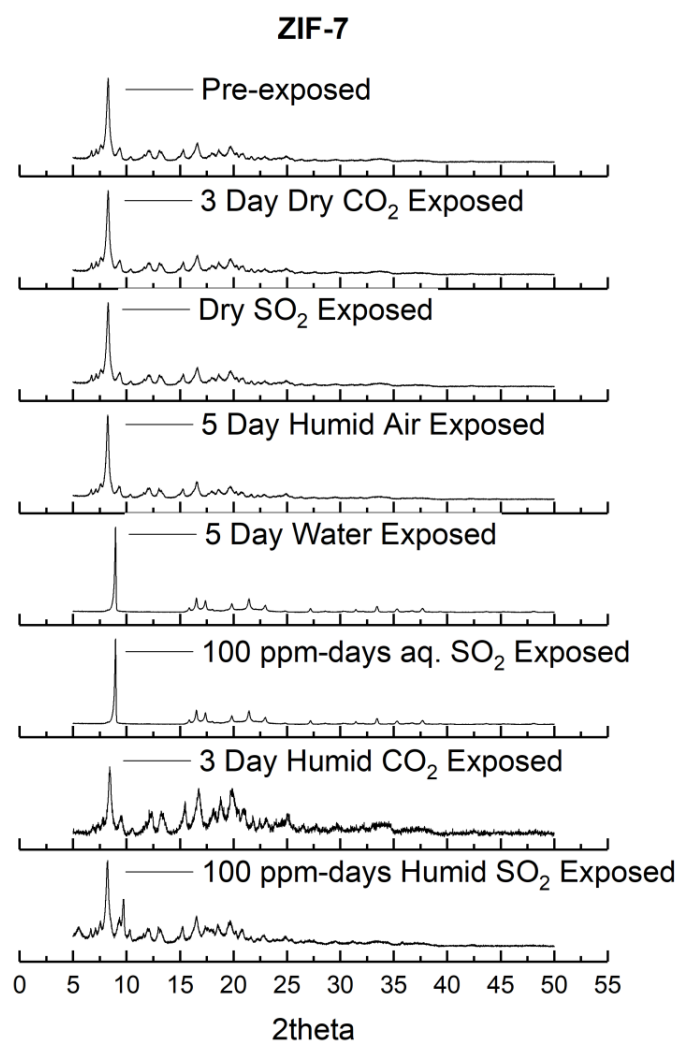 ZIF-7
Pre-exposed
3 Day Dry CO₂ Exposed
Dry SO₂ Exposed
5 Day Humid Air Exposed
5 Day Water Exposed
100 ppm-days aq. SO₂ Exposed
3 Day Humid CO₂ Exposed
100 ppm-days Humid SO₂ Exposed
0 5 10 15 20 25 30 35 40 45 50 55
2theta